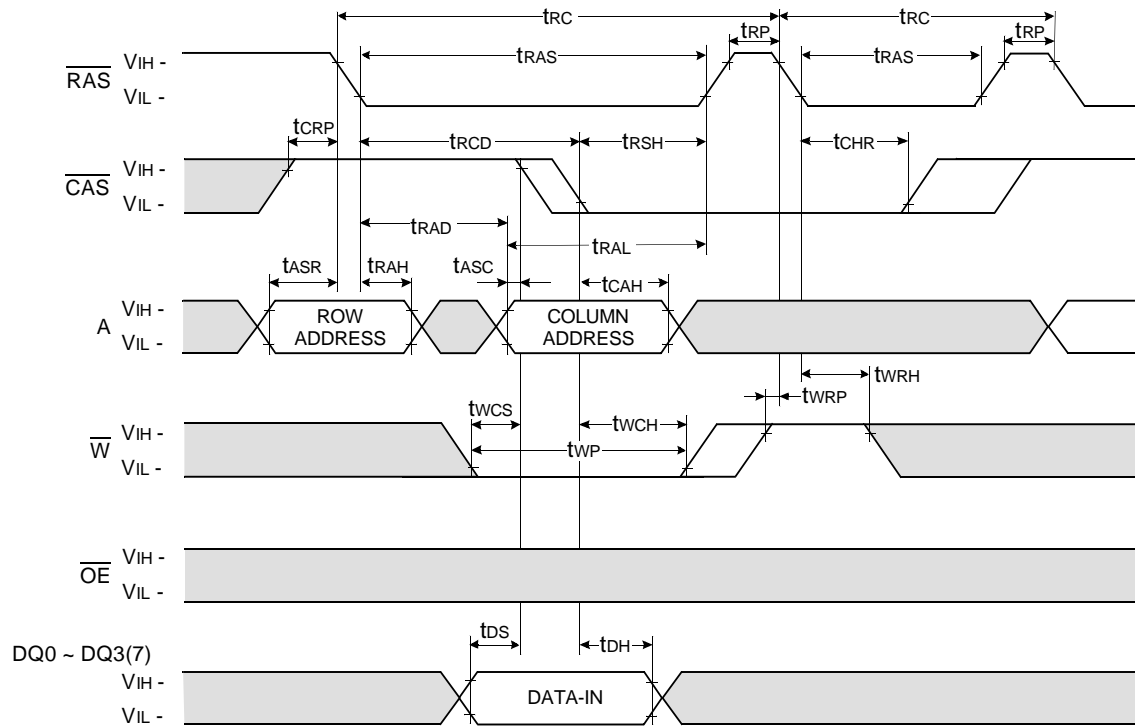 tRC
tRC
tRP
tRP
tRAS
tRAS
RAS
VIH -
VIL -
tCRP
tRCD
tRSH
tCHR
CAS
VIH -
VIL -
tRAD
tRAL
tASR
tRAH
tASC
tCAH
A
VIH -
VIL -
ROW
ADDRESS
COLUMN
ADDRESS
tWRH
tWRP
tWCS
tWCH
tWP
W
VIH -
VIL -
OE
VIH -
VIL -
tDS
tDH
DQ0 ~ DQ3(7)
VIH -
VIL -
DATA-IN